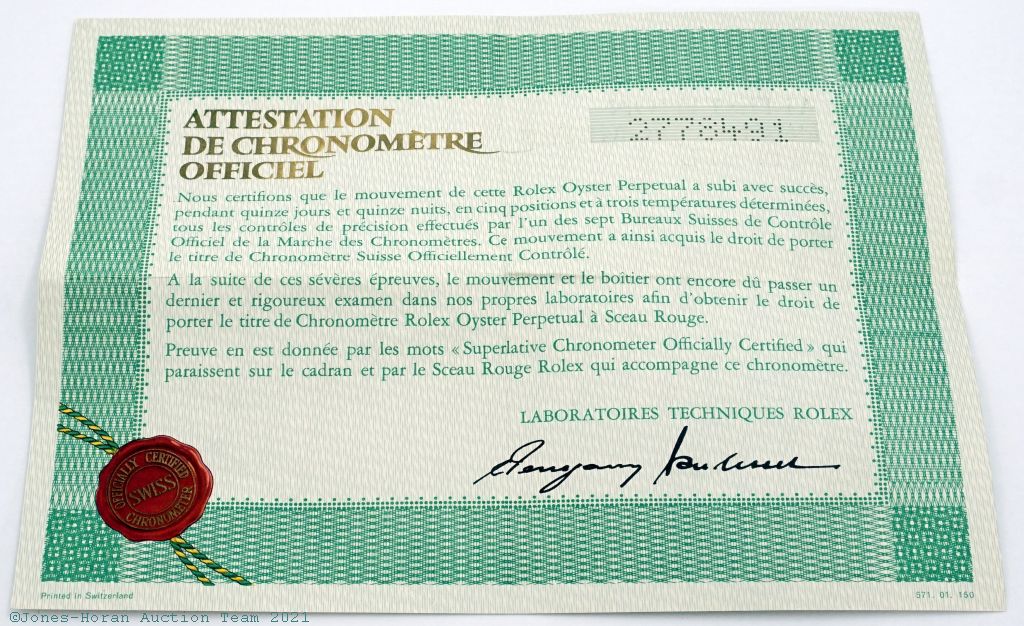 ATTESTATION
DE CHRONOMÈTRE
OFFICIEL
2778491
Nous certifions que le mouvement de cette Rolex Oyster Perpetual a subi avec succès,
pendant quinze jours et quinze nuits, en cinq positions et à trois températures déterminées,
tous les contrôles de précision effectués par l'un des sept Bureaux Suisses de Contrôle
Officiel de la Marche des Chronomètres. Ce mouvement a ainsi acquis le droit de porter
le titre de Chronomètre Suisse Officiellement Contrôlé.
A la suite de ces sévères épreuves, le mouvement et le boîtier ont encore dû passer un
dernier et rigoureux examen dans nos propres laboratoires afin d'obtenir le droit de
porter le titre de Chronomètre Rolex Oyster Perpetual à Sceau Rouge.
Preuve en est donnée par les mots « Superlative Chronometer Officially Certified » qui
paraissent sur le cadran et par le Sceau Rouge Rolex qui accompagne ce chronomètre.
LABORATOIRES TECHNIQUES ROLEX
OFFICIALLY CERTIFIED
SWISS
CHRONOMETER
Printed in Switzerland
571. 01. 150
©Jones-Horan Auction Team 2021